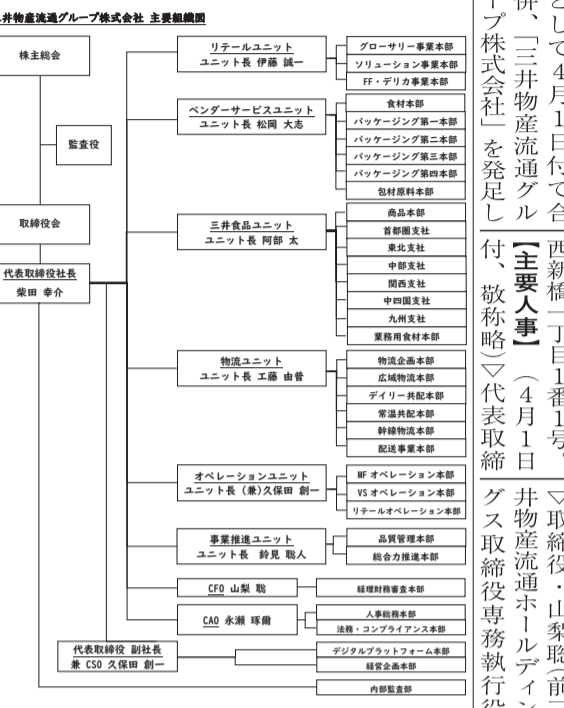 井物産流通グループ株式会社 主要組織図
株主総会
監査役
取締役会
代表取締役社長
柴田 幸介
リテールユニット
ユニット長 伊藤 誠一
グローサリー事業本部
ソリューション事業本部
FF・デリカ事業本部
ベンダーサービスユニット
ユニット長 松岡 大志
食材本部
パッケージング第一本部
パッケージング第二本部
パッケージング第三本部
パッケージング第四本部
包材原料本部
三井食品ユニット
ユニット長 阿部 太
商品本部
首都圏支社
東北支社
中部支社
関西支社
中四国支社
九州支社
業務用食材本部
物流ユニット
ユニット長 工藤 由普
物流企画本部
広域物流本部
デイリー共配本部
常温共配本部
幹線物流本部
配送事業本部
オペレーションユニット
ユニット長 (兼)久保田 創一
MF オペレーション本部
VS オペレーション本部
リテールオペレーション本部
事業推進ユニット
ユニット長 鈴見 聡人
品質管理本部
総合力推進本部
CFO 山梨 聡
経理財務審査本部
CAO 永瀬 琢爾
人事総務本部
法務・コンプライアンス本部
代表取締役 副社長
兼 CSO 久保田 創一
デジタルプラットフォーム本部
経営企画本部
内部監査部
として4月1日付で合
併、「三井物産流通グル
ープ株式会社」を発足し
西新橋一丁目1番1号。
【主要人事】(4月1日
付、敬称略)▽代表取締
▽取締役・山梨聡(前三
井物産流通ホールディン
グス取締役専務執行役